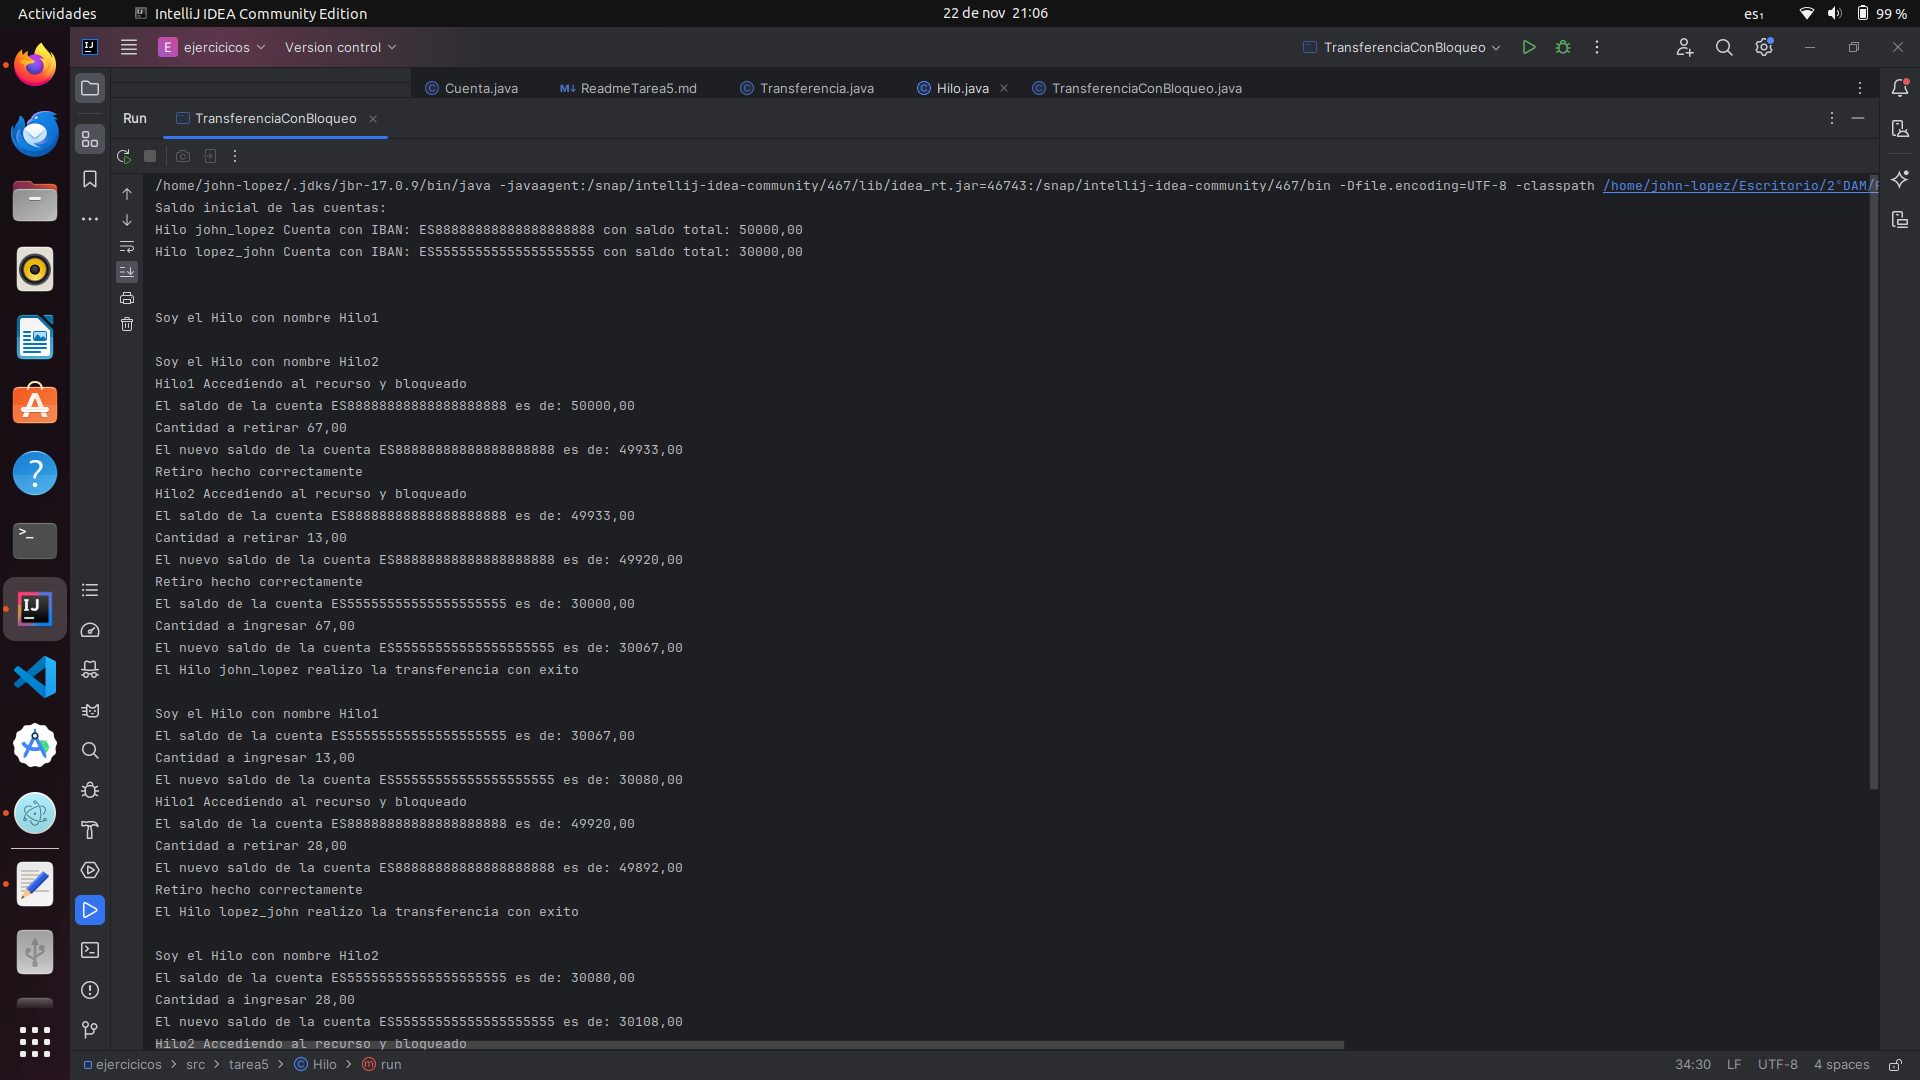 Actividades
IntelliJ IDEA Community Edition
22 de nov 21:06
es₁
99 %
E ejercicicos
Version control
TransferenciaConBloqueo
Cuenta.java
ReadmeTarea5.md
Transferencia.java
Hilo.java
TransferenciaConBloqueo.java
Run
TransferenciaConBloqueo
/home/john-lopez/.jdks/jbr-17.0.9/bin/java -javaagent:/snap/intellij-idea-community/467/lib/idea_rt.jar=46743:/snap/intellij-idea-community/467/bin -Dfile.encoding=UTF-8 -classpath /home/john-lopez/Escritorio/2ºDAM/
Saldo inicial de las cuentas:
Hilo john_lopez Cuenta con IBAN: ES88888888888888888888 con saldo total: 50000,00
Hilo lopez_john Cuenta con IBAN: ES55555555555555555555 con saldo total: 30000,00
Soy el Hilo con nombre Hilo1
Soy el Hilo con nombre Hilo2
Hilo1 Accediendo al recurso y bloqueado
El saldo de la cuenta ES88888888888888888888 es de: 50000,00
Cantidad a retirar 67,00
El nuevo saldo de la cuenta ES88888888888888888888 es de: 49933,00
Retiro hecho correctamente
Hilo2 Accediendo al recurso y bloqueado
El saldo de la cuenta ES88888888888888888888 es de: 49933,00
Cantidad a retirar 13,00
El nuevo saldo de la cuenta ES88888888888888888888 es de: 49920,00
Retiro hecho correctamente
El saldo de la cuenta ES55555555555555555555 es de: 30000,00
Cantidad a ingresar 67,00
El nuevo saldo de la cuenta ES55555555555555555555 es de: 30067,00
El Hilo john_lopez realizo la transferencia con exito
Soy el Hilo con nombre Hilo1
El saldo de la cuenta ES55555555555555555555 es de: 30067,00
Cantidad a ingresar 13,00
El nuevo saldo de la cuenta ES55555555555555555555 es de: 30080,00
Hilo1 Accediendo al recurso y bloqueado
El saldo de la cuenta ES88888888888888888888 es de: 49920,00
Cantidad a retirar 28,00
El nuevo saldo de la cuenta ES88888888888888888888 es de: 49892,00
Retiro hecho correctamente
El Hilo lopez_john realizo la transferencia con exito
Soy el Hilo con nombre Hilo2
El saldo de la cuenta ES55555555555555555555 es de: 30080,00
Cantidad a ingresar 28,00
El nuevo saldo de la cuenta ES55555555555555555555 es de: 30108,00
Hilo2 Accediendo al recurso y bloqueado
ejercicicos > src > tarea5 > Hilo > run
34:30 LF UTF-8 4 spaces